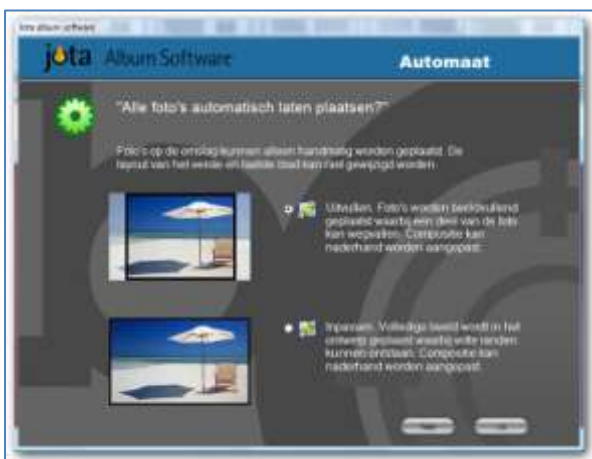 jota album software
jota Album Software
Automaat
"Alle foto's automatisch laten plaatsen?"
Foto's op de omslag kunnen alleen handmatig worden geplaatst. De
layout van het eerste en laatste blad kan niet gewijzigd worden.
Uitvullen. Foto's worden beeldvullend
geplaatst waarbij een deel van de foto
kan wegvallen. Compositie kan
naderhand worden aangepast.
Inpassen. Volledige beeld wordt in het
ontwerp geplaatst waarbij witte randen
kunnen ontstaan. Compositie kan
naderhand worden aangepast.